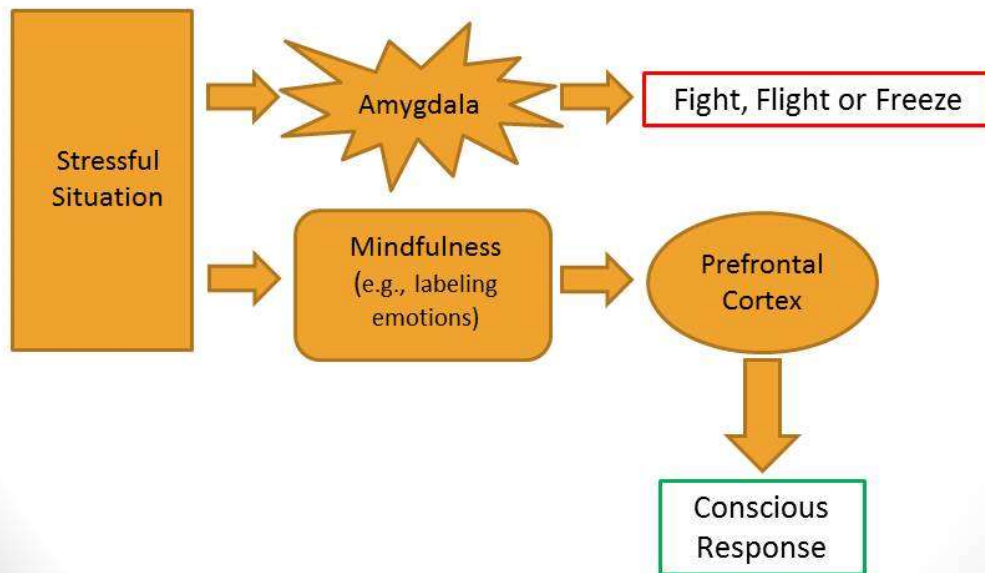 Stressful
Situation
Amygdala
Fight, Flight or Freeze
Mindfulness
(e.g., labeling
emotions)
Prefrontal
Cortex
Conscious
Response